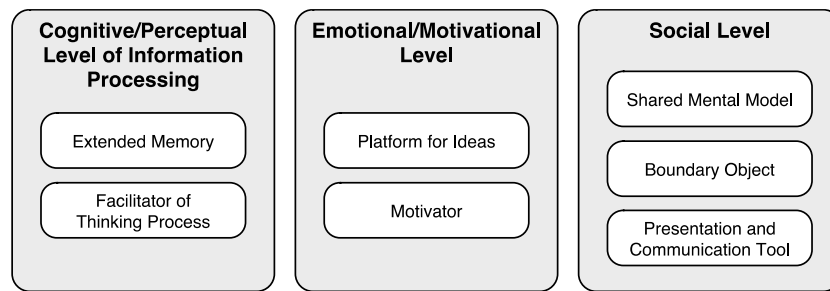 Cognitive/Perceptual
Level of Information
Processing
Extended Memory
Facilitator of
Thinking Process
Emotional/Motivational
Level
Platform for Ideas
Motivator
Social Level
Shared Mental Model
Boundary Object
Presentation and
Communication Tool